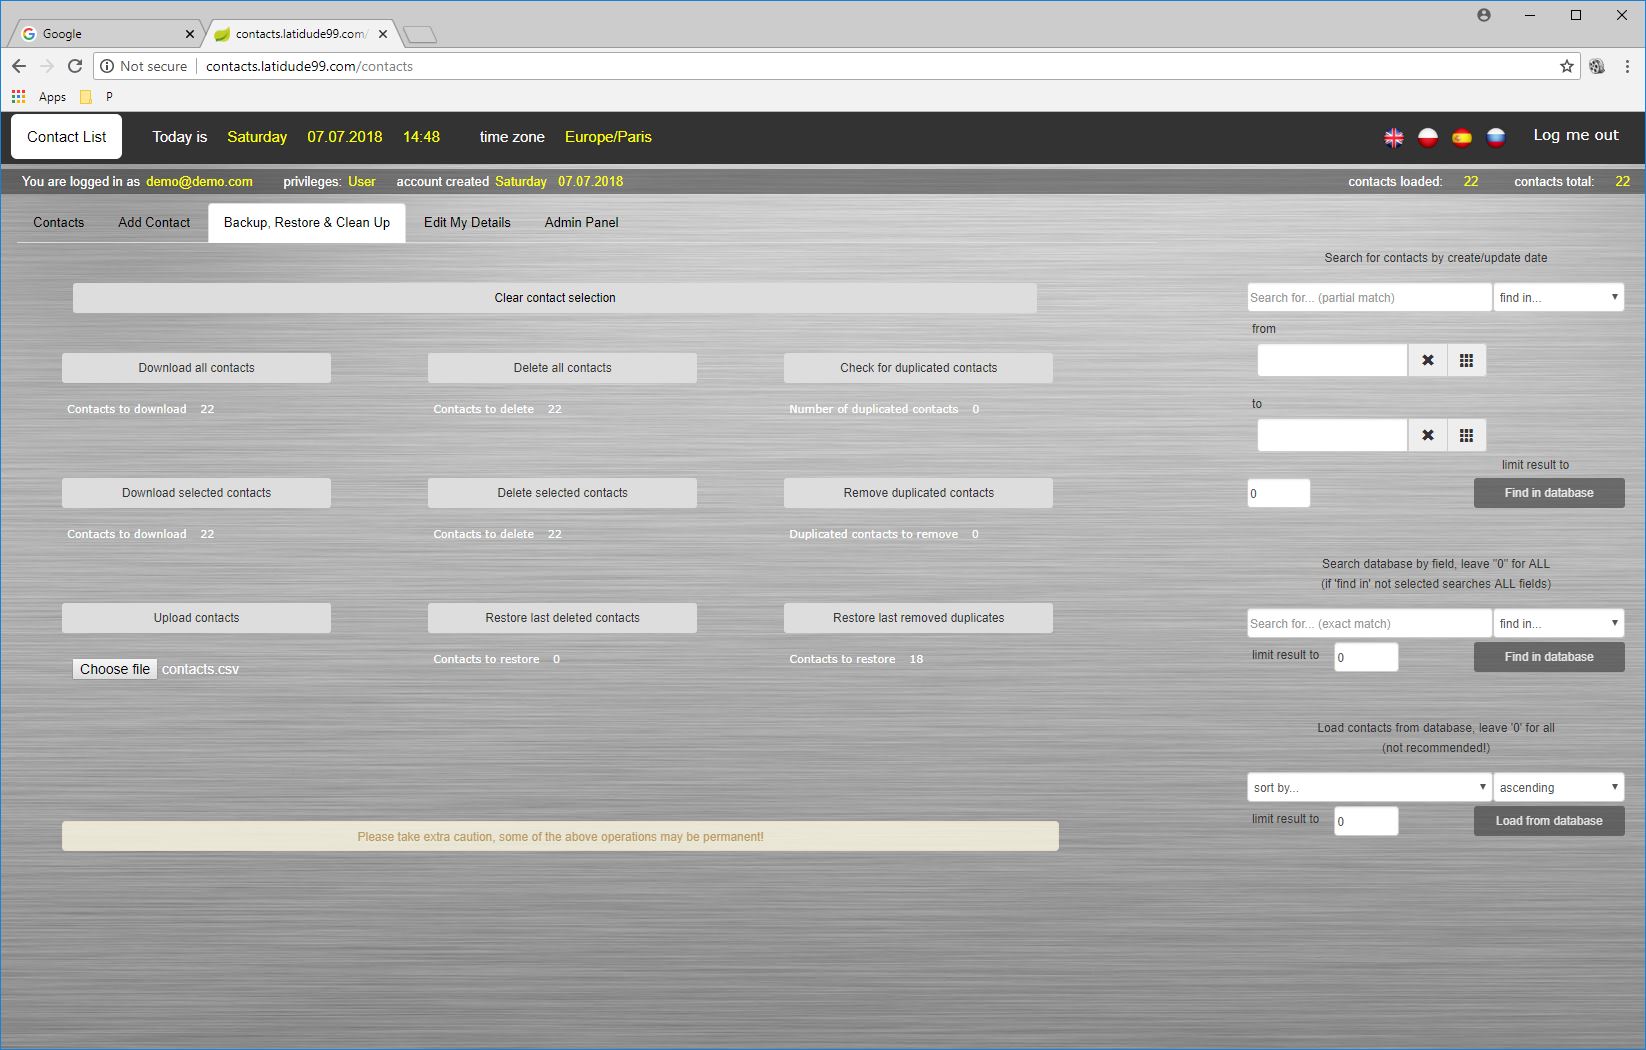 Google
contacts.latidude99.com/
Not secure contacts.latidude99.com/contacts
Apps P
Contact List Today is Saturday 07.07.2018 14:48 time zone Europe/Paris Log me out
You are logged in as demo@demo.com privileges: User account created Saturday 07.07.2018 contacts loaded: 22 contacts total: 22
Contacts Add Contact Backup, Restore & Clean Up Edit My Details Admin Panel
Clear contact selection
Download all contacts Delete all contacts Check for duplicated contacts
Contacts to download 22 Contacts to delete 22 Number of duplicated contacts 0
Download selected contacts Delete selected contacts Remove duplicated contacts
Contacts to download 22 Contacts to delete 22 Duplicated contacts to remove 0
Upload contacts Restore last deleted contacts Restore last removed duplicates
Choose file contacts.csv Contacts to restore 0 Contacts to restore 18
Please take extra caution, some of the above operations may be permanent!
Search for contacts by create/update date
Search for... (partial match) find in...
from
to
limit result to
0 Find in database
Search database by field, leave "0" for ALL
(if 'find in' not selected searches ALL fields)
Search for... (exact match) find in...
limit result to 0 Find in database
Load contacts from database, leave '0' for all
(not recommended!)
sort by... ascending
limit result to 0 Load from database